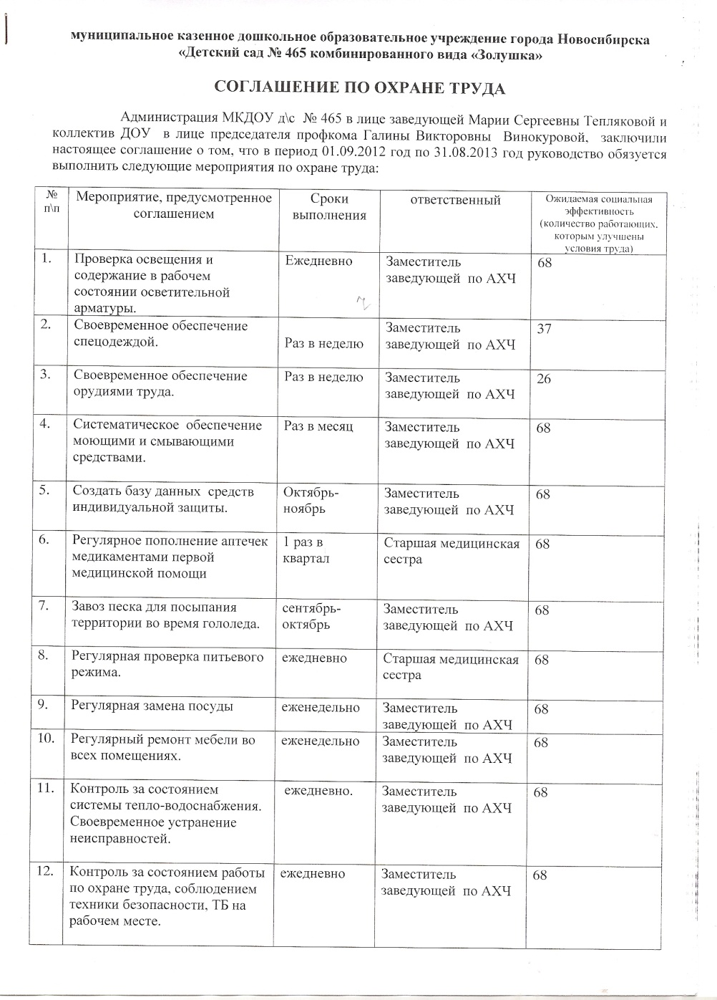 муниципальное казенное дошкольное образовательное учреждение города Новосибирска
«Детский сад № 465 комбинированного вида «Золушка»
СОГЛАШЕНИЕ ПО ОХРАНЕ ТРУДА
Администрация МКДОУ д\с № 465 в лице заведующей Марии Сергеевны Тепляковой и
коллектив ДОУ в лице председателя профкома Галины Викторовны Винокуровой, заключили
настоящее соглашение о том, что в период 01.09.2012 год по 31.08.2013 год руководство обязуется
выполнить следующие мероприятия по охране труда:
№
п\п
Мероприятие, предусмотренное
соглашением
Сроки
выполнения
ответственный
Ожидаемая социальная
эффективность
(количество работающих,
которым улучшены
условия труда)
1.
Проверка освещения и
содержание в рабочем
состоянии осветительной
арматуры.
Ежедневно
Заместитель
заведующей по АХЧ
68
2.
Своевременное обеспечение
спецодеждой.
Раз в неделю
Заместитель
заведующей по АХЧ
37
3.
Своевременное обеспечение
орудиями труда.
Раз в неделю
Заместитель
заведующей по АХЧ
26
4.
Систематическое обеспечение
моющими и смывающими
средствами.
Раз в месяц
Заместитель
заведующей по АХЧ
68
5.
Создать базу данных средств
индивидуальной защиты.
Октябрь-
ноябрь
Заместитель
заведующей по АХЧ
68
6.
Регулярное пополнение аптечек
медикаментами первой
медицинской помощи
1 раз в
квартал
Старшая медицинская
сестра
68
7.
Завоз песка для посыпания
территории во время гололеда.
сентябрь-
октябрь
Заместитель
заведующей по АХЧ
68
8.
Регулярная проверка питьевого
режима.
ежедневно
Старшая медицинская
сестра
68
9.
Регулярная замена посуды
еженедельно
Заместитель
заведующей по АХЧ
68
10.
Регулярный ремонт мебели во
всех помещениях.
еженедельно
Заместитель
заведующей по АХЧ
68
11.
Контроль за состоянием
системы тепло-водоснабжения.
Своевременное устранение
неисправностей.
ежедневно.
Заместитель
заведующей по АХЧ
68
12.
Контроль за состоянием работы
по охране труда, соблюдением
техники безопасности, ТБ на
рабочем месте.
ежедневно
Заместитель
заведующей по АХЧ
68